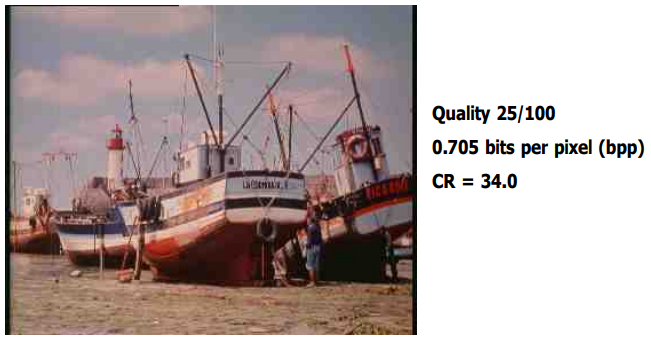 Quality 25/100
0.705 bits per pixel (bpp)
CR = 34.0